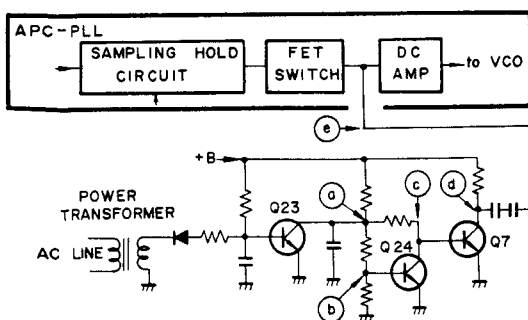 APC-PLL
SAMPLING HOLD
CIRCUIT
FET
SWITCH
DC
AMP
to VCO
e
+B
POWER
TRANSFORMER
AC LINE
Q23
a
b
c
Q24
d
Q7